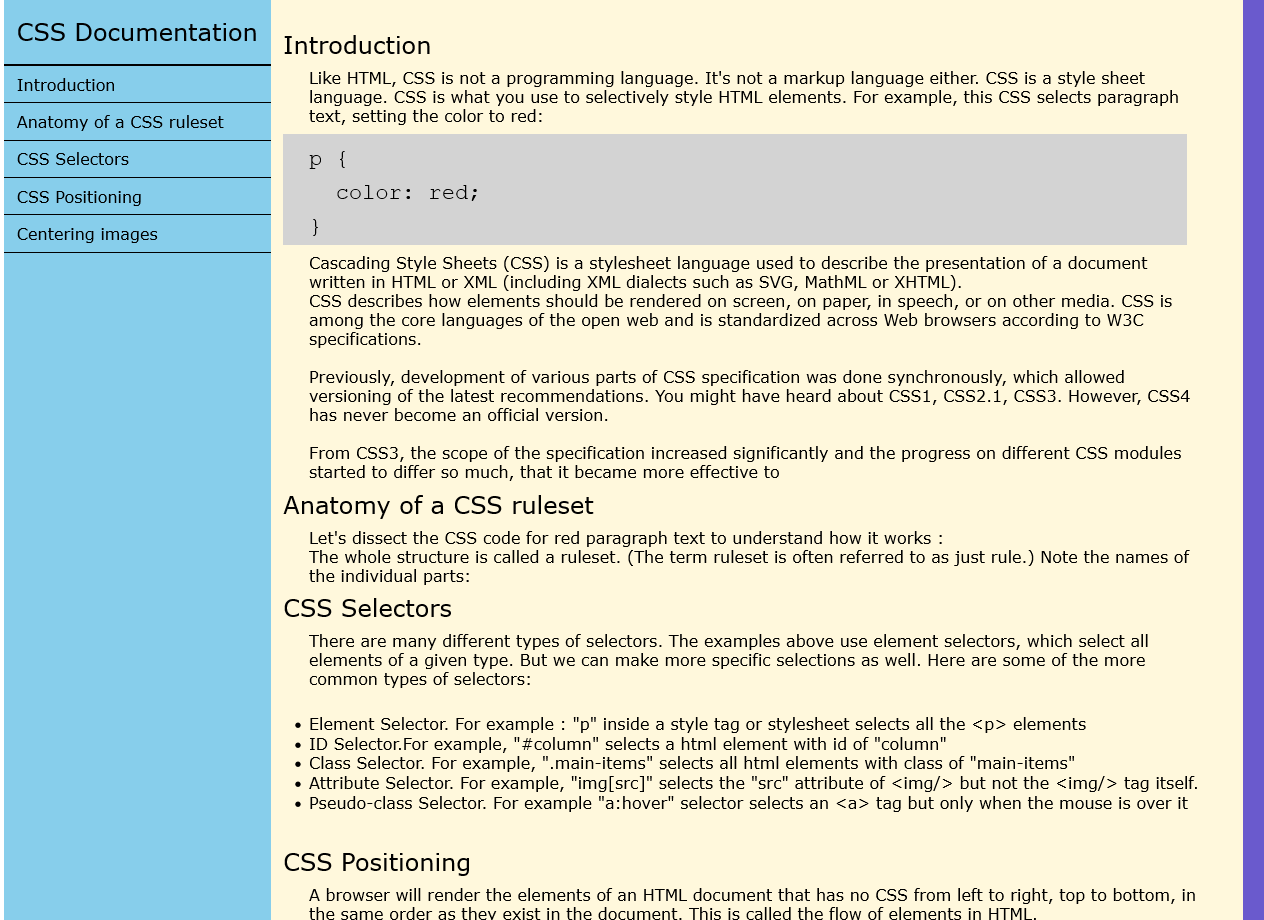 CSS Documentation
Introduction
Anatomy of a CSS ruleset
CSS Selectors
CSS Positioning
Centering images
Introduction
Like HTML, CSS is not a programming language. It's not a markup language either. CSS is a style sheet
language. CSS is what you use to selectively style HTML elements. For example, this CSS selects paragraph
text, setting the color to red:
p {
  color: red;
}
Cascading Style Sheets (CSS) is a stylesheet language used to describe the presentation of a document
written in HTML or XML (including XML dialects such as SVG, MathML or XHTML).
CSS describes how elements should be rendered on screen, on paper, in speech, or on other media. CSS is
among the core languages of the open web and is standardized across Web browsers according to W3C
specifications.
Previously, development of various parts of CSS specification was done synchronously, which allowed
versioning of the latest recommendations. You might have heard about CSS1, CSS2.1, CSS3. However, CSS4
has never become an official version.
From CSS3, the scope of the specification increased significantly and the progress on different CSS modules
started to differ so much, that it became more effective to
Anatomy of a CSS ruleset
Let's dissect the CSS code for red paragraph text to understand how it works :
The whole structure is called a ruleset. (The term ruleset is often referred to as just rule.) Note the names of
the individual parts:
CSS Selectors
There are many different types of selectors. The examples above use element selectors, which select all
elements of a given type. But we can make more specific selections as well. Here are some of the more
common types of selectors:
• Element Selector. For example : "p" inside a style tag or stylesheet selects all the <p> elements
• ID Selector.For example, "#column" selects a html element with id of "column"
• Class Selector. For example, ".main-items" selects all html elements with class of "main-items"
• Attribute Selector. For example, "img[src]" selects the "src" attribute of <img/> but not the <img/> tag itself.
• Pseudo-class Selector. For example "a:hover" selector selects an <a> tag but only when the mouse is over it
CSS Positioning
A browser will render the elements of an HTML document that has no CSS from left to right, top to bottom, in
the same order as they exist in the document. This is called the flow of elements in HTML.